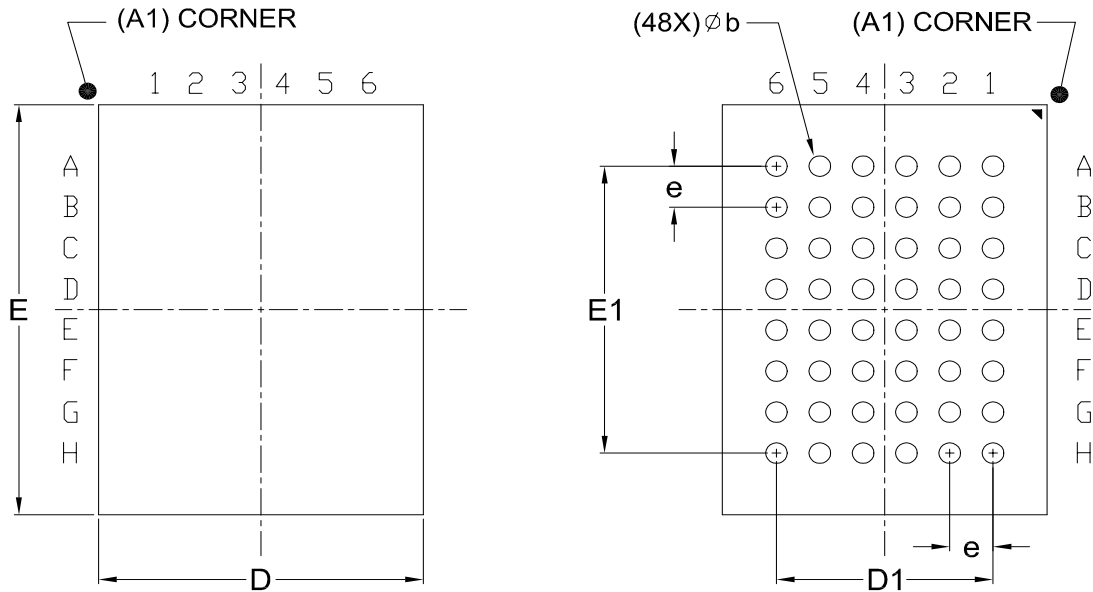 (A1) CORNER
1 2 3 4 5 6
A
B
C
D
E
F
G
H
E
D
(48X) ⌀ b
(A1) CORNER
6 5 4 3 2 1
A
B
C
D
E
F
G
H
e
E1
e
D1